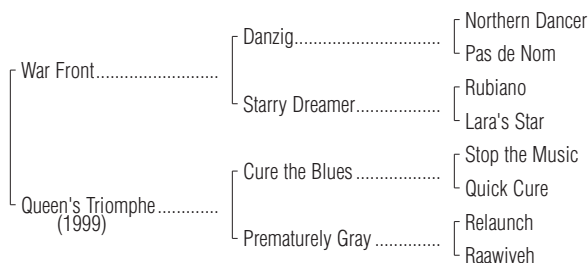 Northern Dancer
Danzig
Pas de Nom
War Front
Rubiano
Starry Dreamer
Lara's Star
Stop the Music
Cure the Blues
Quick Cure
Queen's Triomphe
(1999)
Relaunch
Prematurely Gray
Raawiyeh